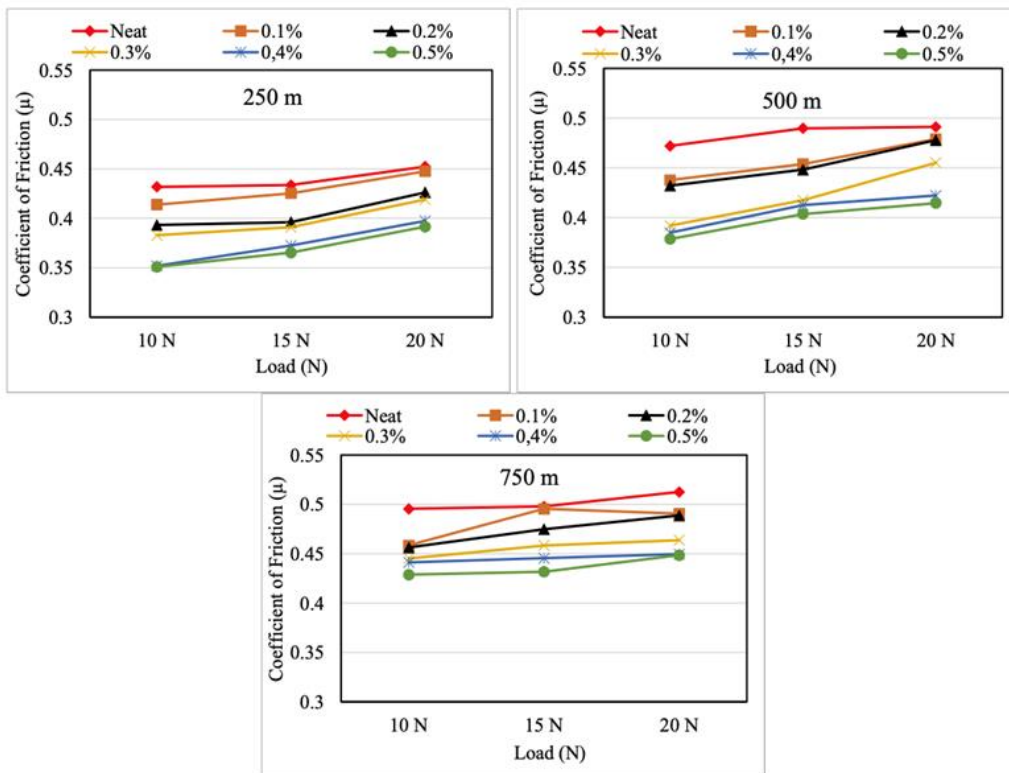 Neat 0.1% 0.2%
0.3% 0,4% 0.5%
0.55
250 m
0.5
0.45
0.4
0.35
0.3
Coefficient of Friction (μ)
10 N 15 N 20 N
Load (N)
Neat 0.1% 0.2%
0.3% 0,4% 0.5%
0.55
500 m
0.5
0.45
0.4
0.35
0.3
Coefficient of Friction (μ)
10 N 15 N 20 N
Load (N)
Neat 0.1% 0.2%
0.3% 0,4% 0.5%
0.55
750 m
0.5
0.45
0.4
0.35
0.3
Coefficient of Friction (μ)
10 N 15 N 20 N
Load (N)